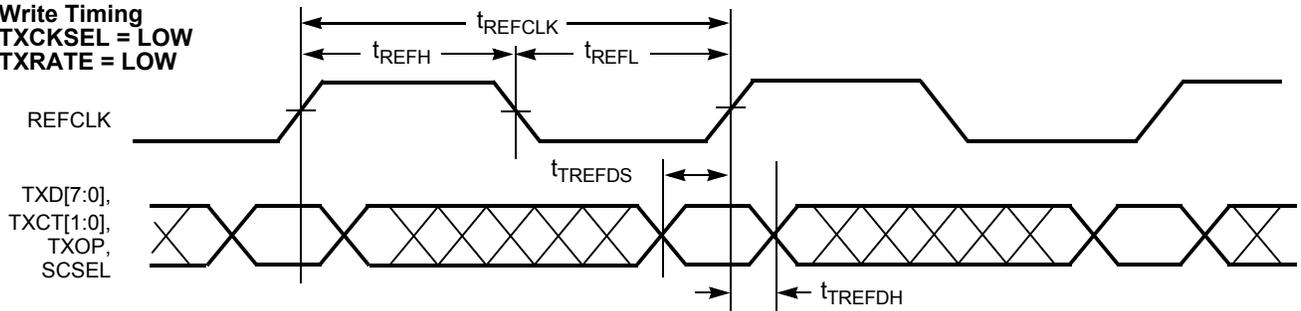 Write Timing
TXCKSEL = LOW
TXRATE = LOW
tREFCLK
tREFH
tREFL
REFCLK
tTREFDS
TXD[7:0],
TXCT[1:0],
TXOP,
SCSEL
tTREFDH